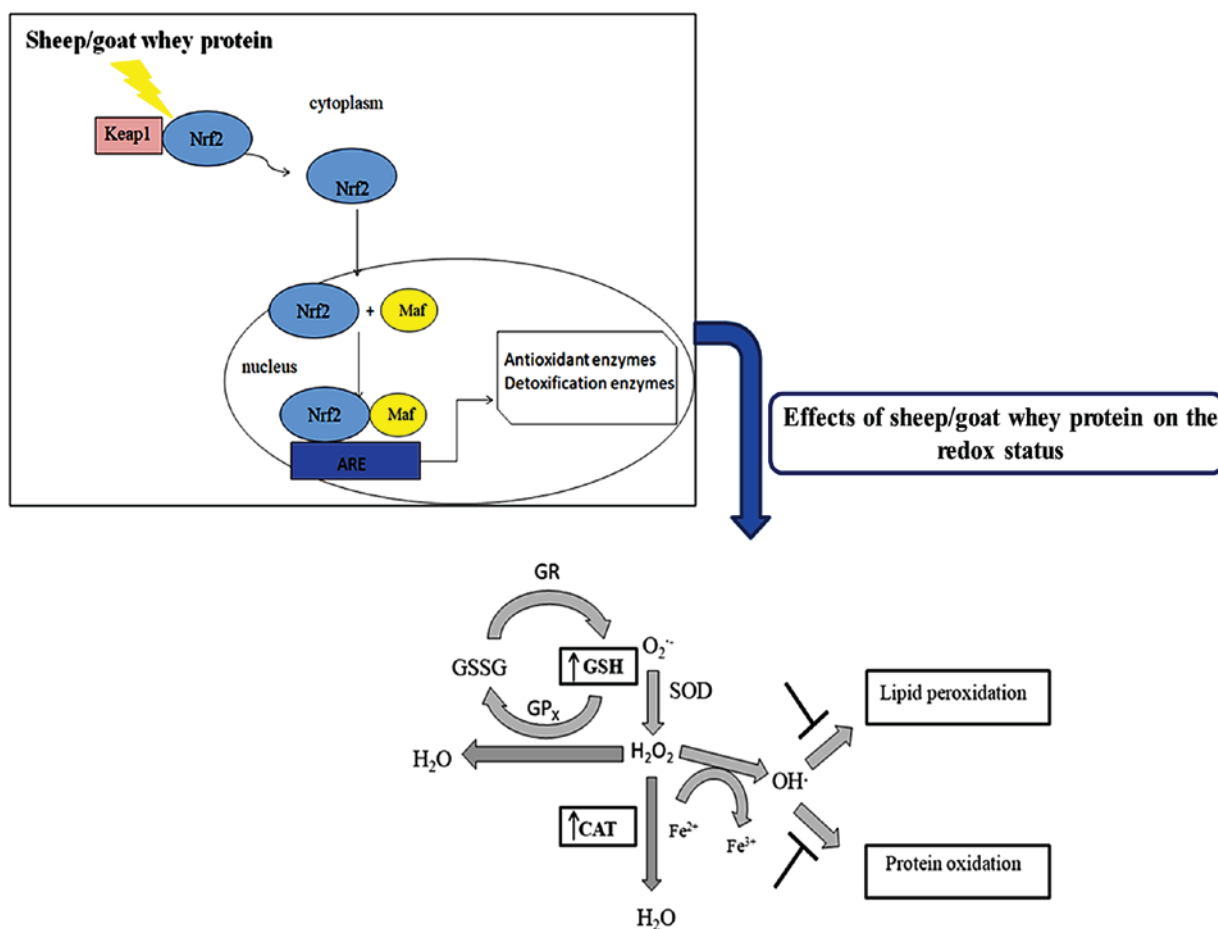 Sheep/goat whey protein
cytoplasm
Keap1
Nrf2
Nrf2
Nrf2
+
Maf
nucleus
Antioxidant enzymes
Detoxification enzymes
Nrf2
Maf
ARE
Effects of sheep/goat whey protein on the
redox status
GR
GSSG
↑GSH
O₂·⁻
SOD
GPₓ
H₂O
H₂O₂
OH·
Lipid peroxidation
↑CAT
Fe²⁺
Fe³⁺
Protein oxidation
H₂O